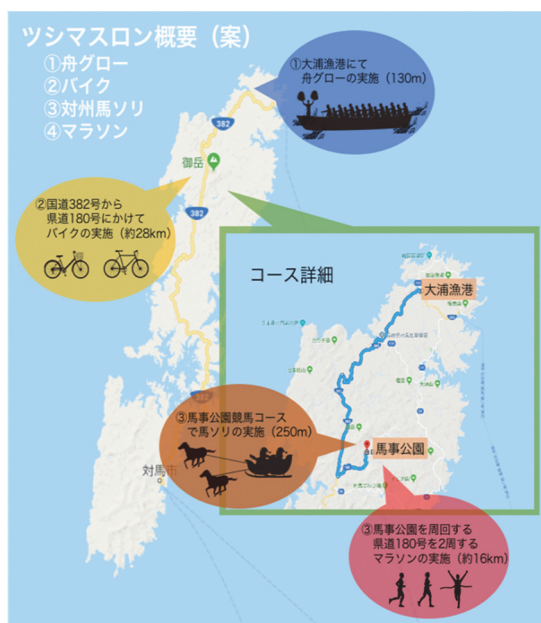 ツシマスロン概要（案）
①舟グロー
②バイク
③対州馬ソリ
④マラソン
①大浦漁港にて
舟グローの実施（130m）
382
御岳
②国道382号から
県道180号にかけて
バイクの実施（約28km）
382
コース詳細
大浦漁港
382
③馬事公園競馬コース
で馬ソリの実施（250m）
馬事公園
対馬市
③馬事公園を周回する
県道180号を2周する
マラソンの実施（約16km）